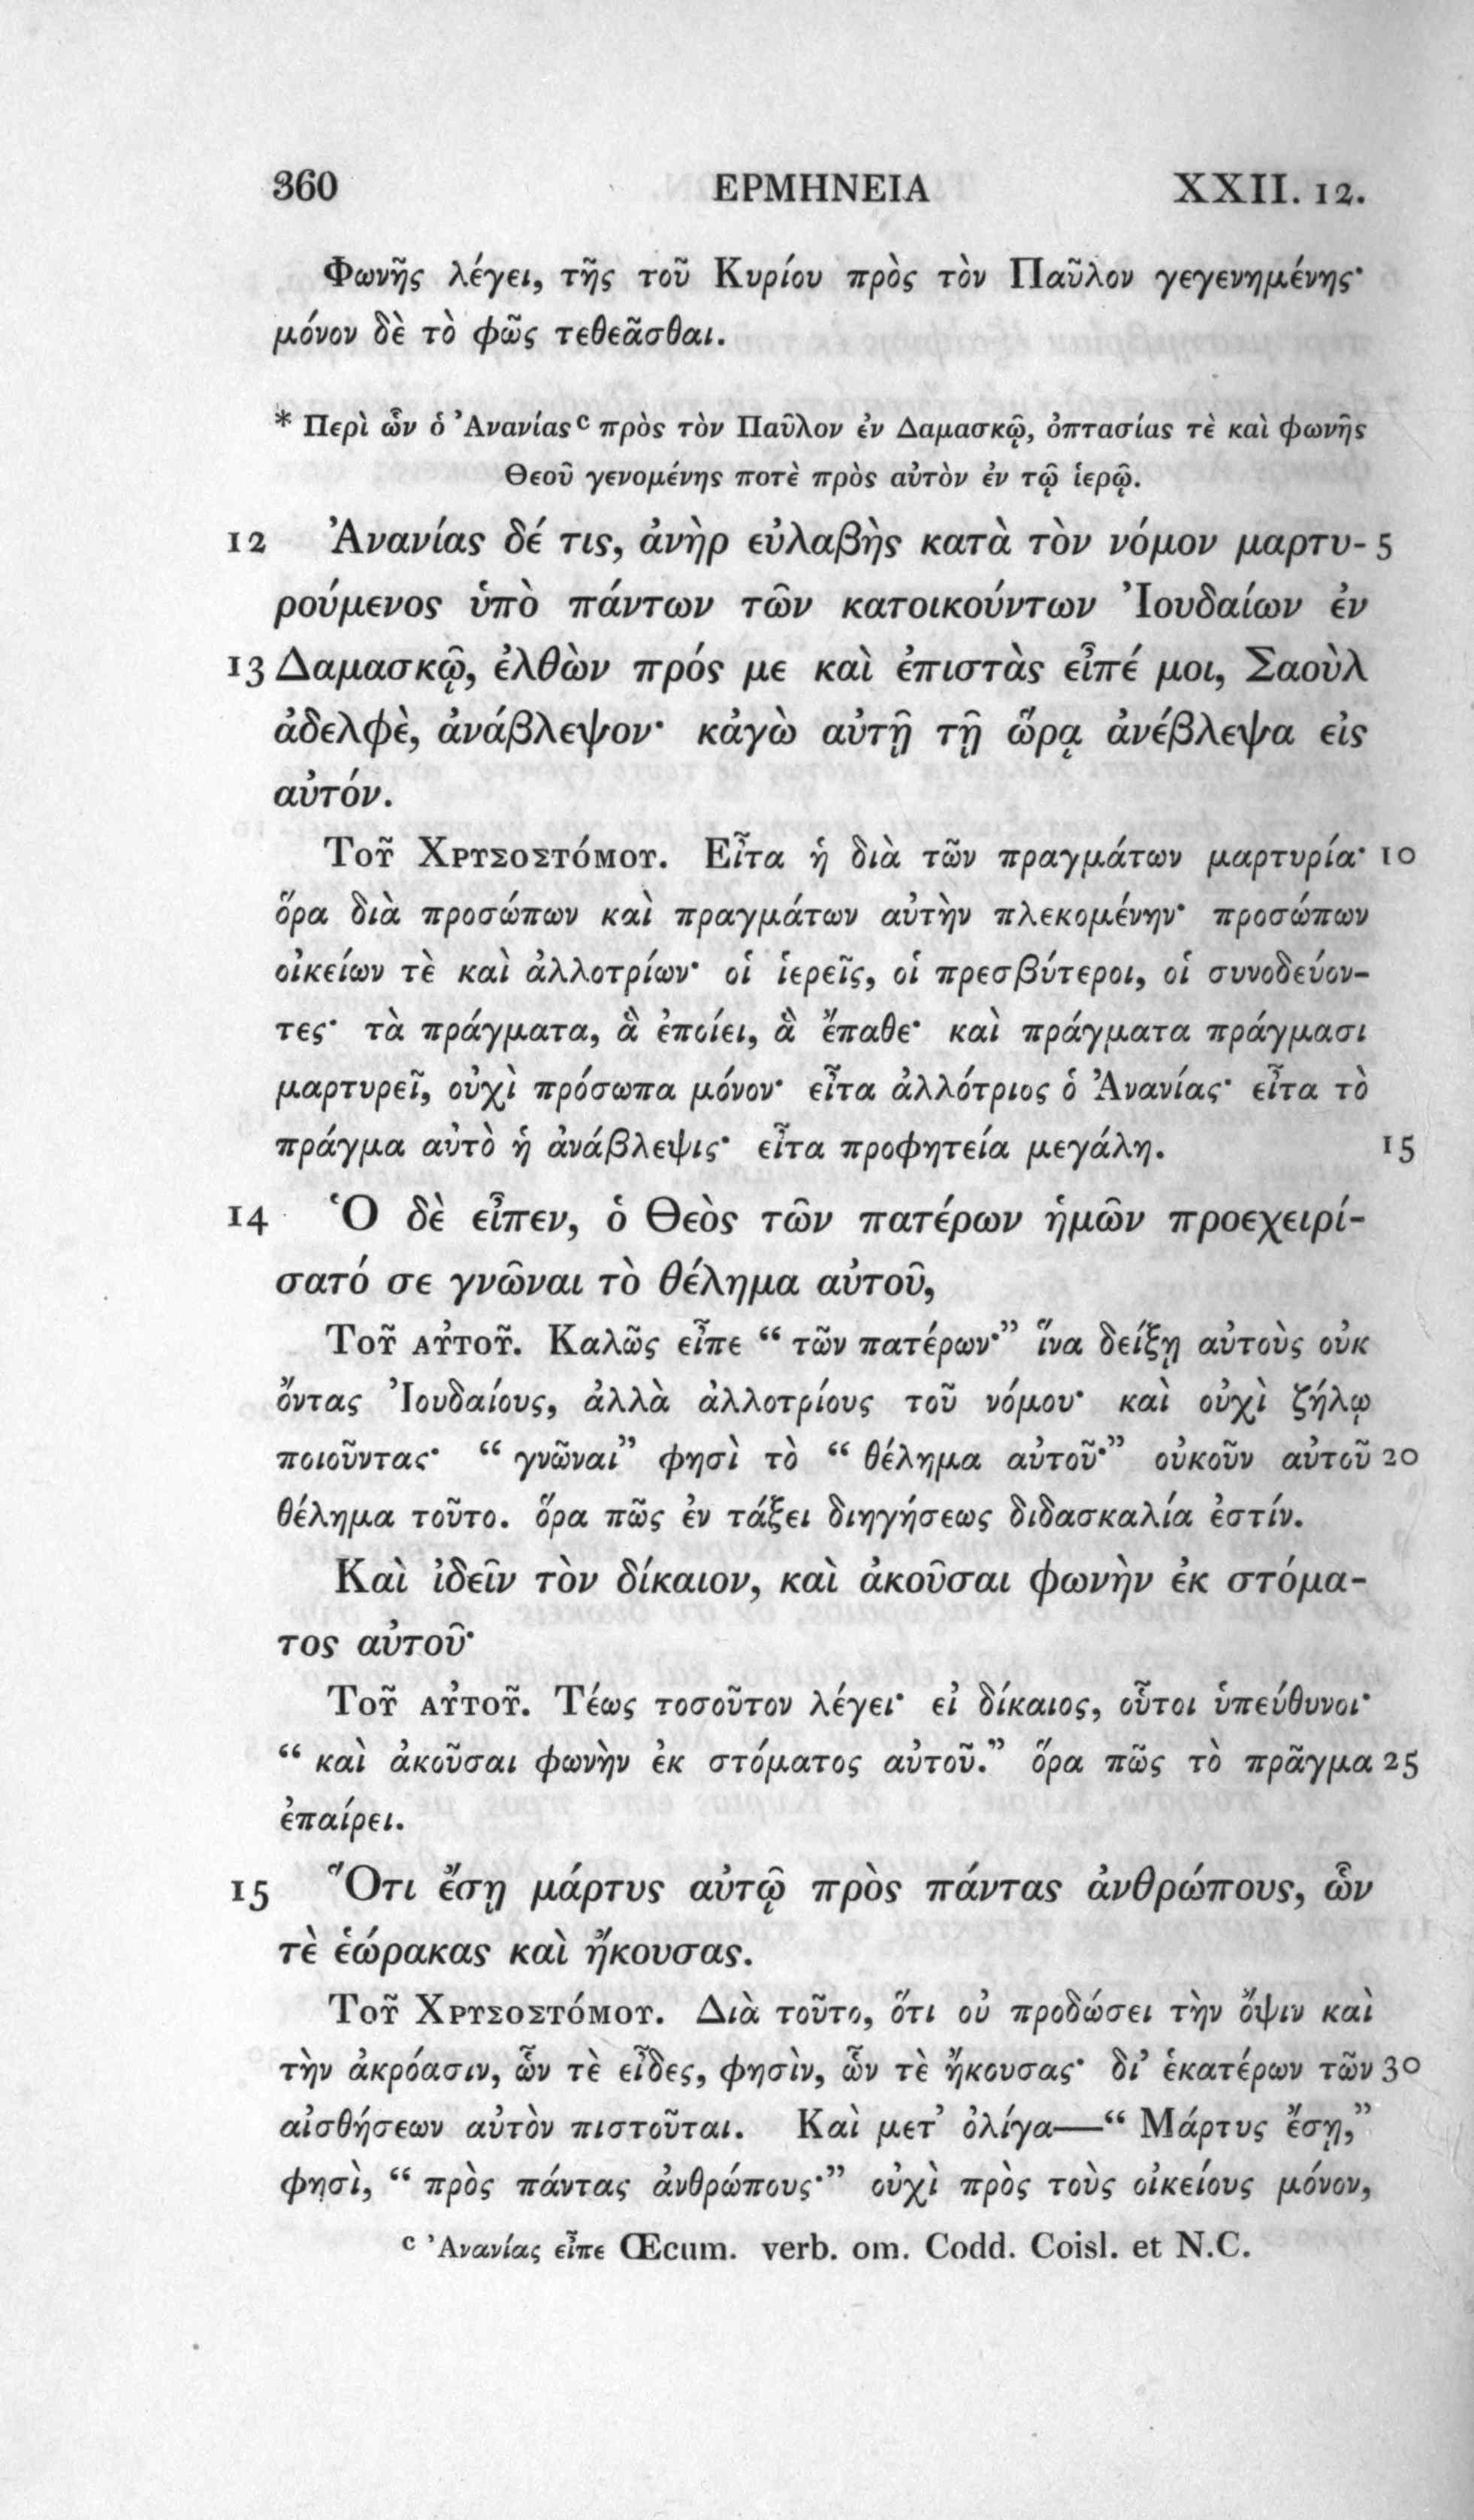 360 ΕΡΜΗΝΕΙΑ XXII. 12.
Φωνῆς λέγει, τῆς τοῦ Κυρίου πρὸς τὸν Παῦλον γεγενημένης·
μόνον δὲ τὸ φῶς τεθεᾶσθαι.
* Περὶ ὧν ὁ Ἀνανίας c πρὸς τὸν Παῦλον ἐν Δαμασκῷ, ὀπτασίας τὲ καὶ φωνῆς
Θεοῦ γενομένης ποτὲ πρὸς αὐτὸν ἐν τῷ ἱερῷ.
12 Ἀνανίας δέ τις, ἀνὴρ εὐλαβὴς κατὰ τὸν νόμον μαρτυ- 5
ρούμενος ὑπὸ πάντων τῶν κατοικούντων Ἰουδαίων ἐν
13 Δαμασκῷ, ἐλθὼν πρός με καὶ ἐπιστὰς εἶπέ μοι, Σαοὺλ
ἀδελφὲ, ἀνάβλεψον· κἀγὼ αὐτῇ τῇ ὥρᾳ ἀνέβλεψα εἰς
αὐτόν.
Τοῦ Χρυσοστόμου. Εἶτα ἡ διὰ τῶν πραγμάτων μαρτυρία· 10
ὅρα διὰ προσώπων καὶ πραγμάτων αὐτὴν πλεκομένην· προσώπων
οἰκείων τὲ καὶ ἀλλοτρίων· οἱ ἱερεῖς, οἱ πρεσβύτεροι, οἱ συνοδεύον-
τες· τὰ πράγματα, ἃ ἐποίει, ἃ ἔπαθε· καὶ πράγματα πράγμασι
μαρτυρεῖ, οὐχὶ πρόσωπα μόνον· εἶτα ἀλλότριος ὁ Ἀνανίας· εἶτα τὸ
πράγμα αὐτὸ ἡ ἀνάβλεψις· εἶτα προφητεία μεγάλη. 15
14 Ὁ δὲ εἶπεν, ὁ Θεὸς τῶν πατέρων ἡμῶν προεχειρί-
σατό σε γνῶναι τὸ θέλημα αὐτοῦ,
Τοῦ αὐτοῦ. Καλῶς εἶπε “ τῶν πατέρων·” ἵνα δείξῃ αὐτοὺς οὐκ
ὄντας Ἰουδαίους, ἀλλὰ ἀλλοτρίους τοῦ νόμου· καὶ οὐχὶ ζήλῳ
ποιοῦντας· “ γνῶναι” φησὶ τὸ “ θέλημα αὐτοῦ·” οὐκοῦν αὐτοῦ 20
θέλημα τοῦτο. ὅρα πῶς ἐν τάξει διηγήσεως διδασκαλία ἐστίν.
Καὶ ἰδεῖν τὸν δίκαιον, καὶ ἀκοῦσαι φωνὴν ἐκ στόμα-
τος αὐτοῦ·
Τοῦ αὐτοῦ. Τέως τοσοῦτον λέγει· εἰ δίκαιος, οὗτοι ὑπεύθυνοι·
“ καὶ ἀκοῦσαι φωνὴν ἐκ στόματος αὐτοῦ.” ὅρα πῶς τὸ πρᾶγμα 25
ἐπαίρει.
15 Ὅτι ἔσῃ μάρτυς αὐτῷ πρὸς πάντας ἀνθρώπους, ὧν
τὲ ἑώρακας καὶ ἤκουσας.
Τοῦ Χρυσοστόμου. Διὰ τοῦτο, ὅτι οὐ προδώσει τὴν ὄψιν καὶ
τὴν ἀκρόασιν, ὧν τὲ εἶδες, φησὶν, ὧν τὲ ἤκουσας· δι’ ἑκατέρων τῶν 30
αἰσθήσεων αὐτὸν πιστοῦται. Καὶ μετ’ ὀλίγα—“ Μάρτυς ἔσῃ,”
φησὶ, “ πρὸς πάντας ἀνθρώπους·” οὐχὶ πρὸς τοὺς οἰκείους μόνον,
c Ἀνανίας εἶπε Œcum. verb. om. Codd. Coisl. et N.C.